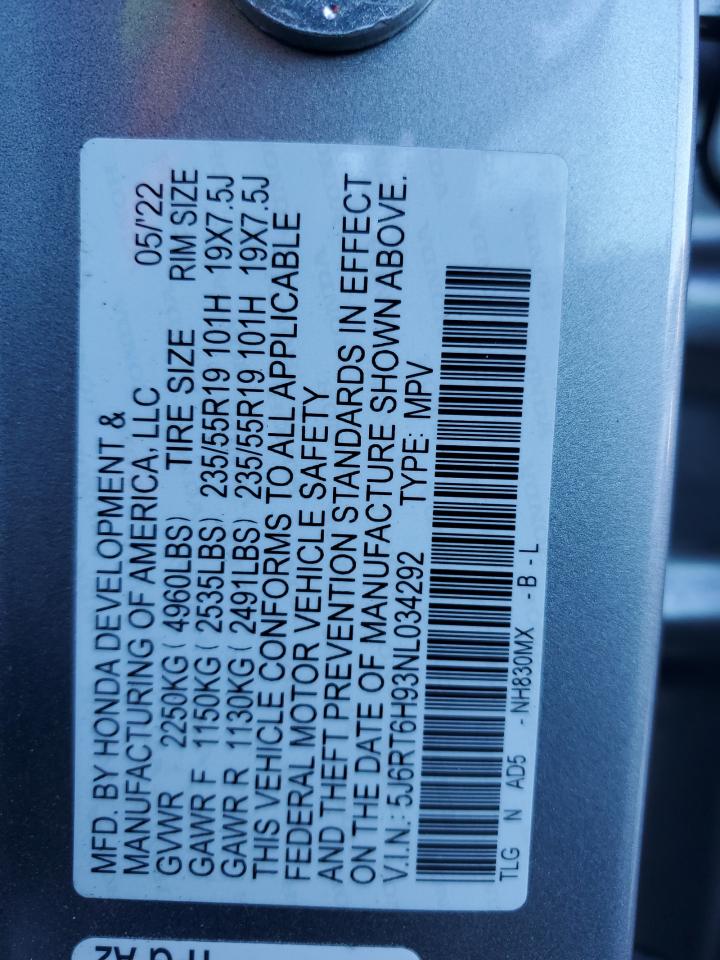 MFD. BY HONDA DEVELOPMENT &
MANUFACTURING OF AMERICA, LLC 05/'22
GVWR 2250KG ( 4960LBS) TIRE SIZE RIM SIZE
GAWR F 1150KG ( 2535LBS) 235/55R19 101H 19X7.5J
GAWR R 1130KG ( 2491LBS) 235/55R19 101H 19X7.5J
THIS VEHICLE CONFORMS TO ALL APPLICABLE
FEDERAL MOTOR VEHICLE SAFETY
AND THEFT PREVENTION STANDARDS IN EFFECT
ON THE DATE OF MANUFACTURE SHOWN ABOVE.
V.I.N.: 5J6RT6H93NL034292 TYPE: MPV
TLG N AD5 - NH830MX - B - L